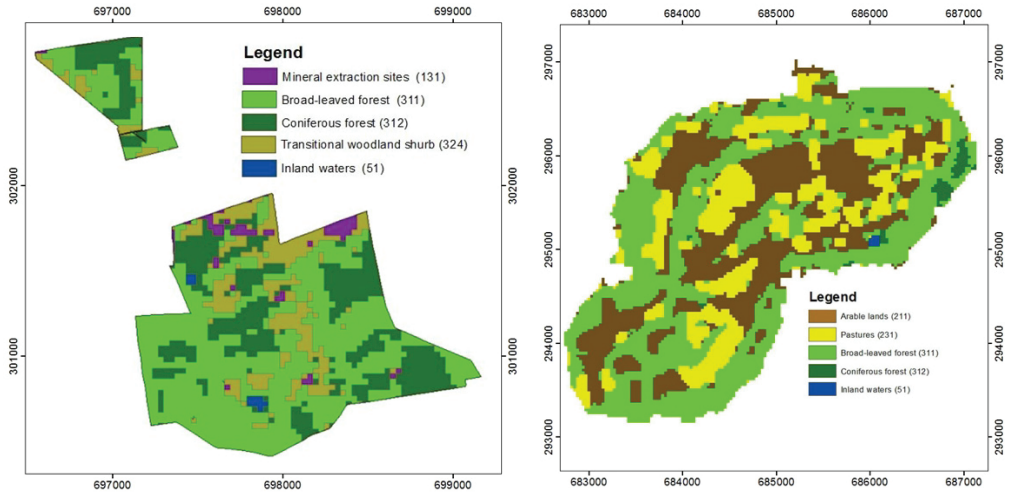 697000 698000 699000
Legend
Mineral extraction sites (131)
Broad-leaved forest (311)
Coniferous forest (312)
Transitional woodland shurb (324)
Inland waters (51)
302000
301000
302000
301000
697000 698000 699000
683000 684000 685000 686000 687000
297000
296000
295000
294000
293000
297000
296000
295000
294000
293000
Legend
Arable lands (211)
Pastures (231)
Broad-leaved forest (311)
Coniferous forest (312)
Inland waters (51)
683000 684000 685000 686000 687000